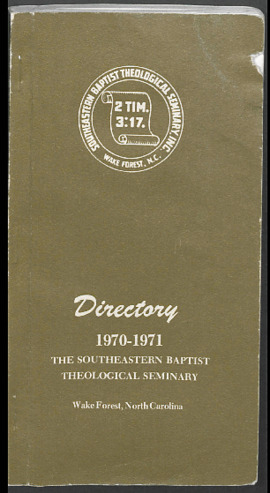 SOUTHEASTERN BAPTIST THEOLOGICAL SEMINARY, INC.
2 TIM.
3:17.
WAKE FOREST, N.C.
Directory
1970-1971
THE SOUTHEASTERN BAPTIST
THEOLOGICAL SEMINARY
Wake Forest, North Carolina